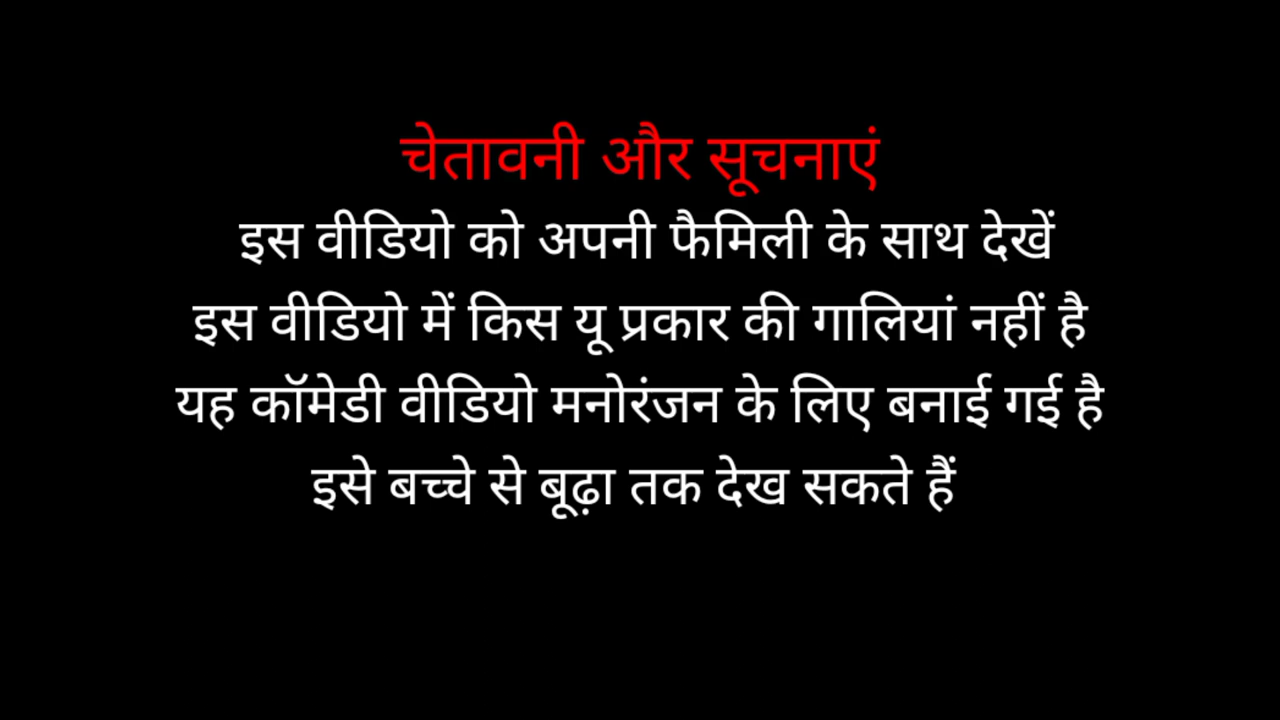 चेतावनी और सूचनाएं
इस वीडियो को अपनी फैमिली के साथ देखें
इस वीडियो में किस यू प्रकार की गालियां नहीं है
यह कॉमेडी वीडियो मनोरंजन के लिए बनाई गई है
इसे बच्चे से बूढ़ा तक देख सकते हैं